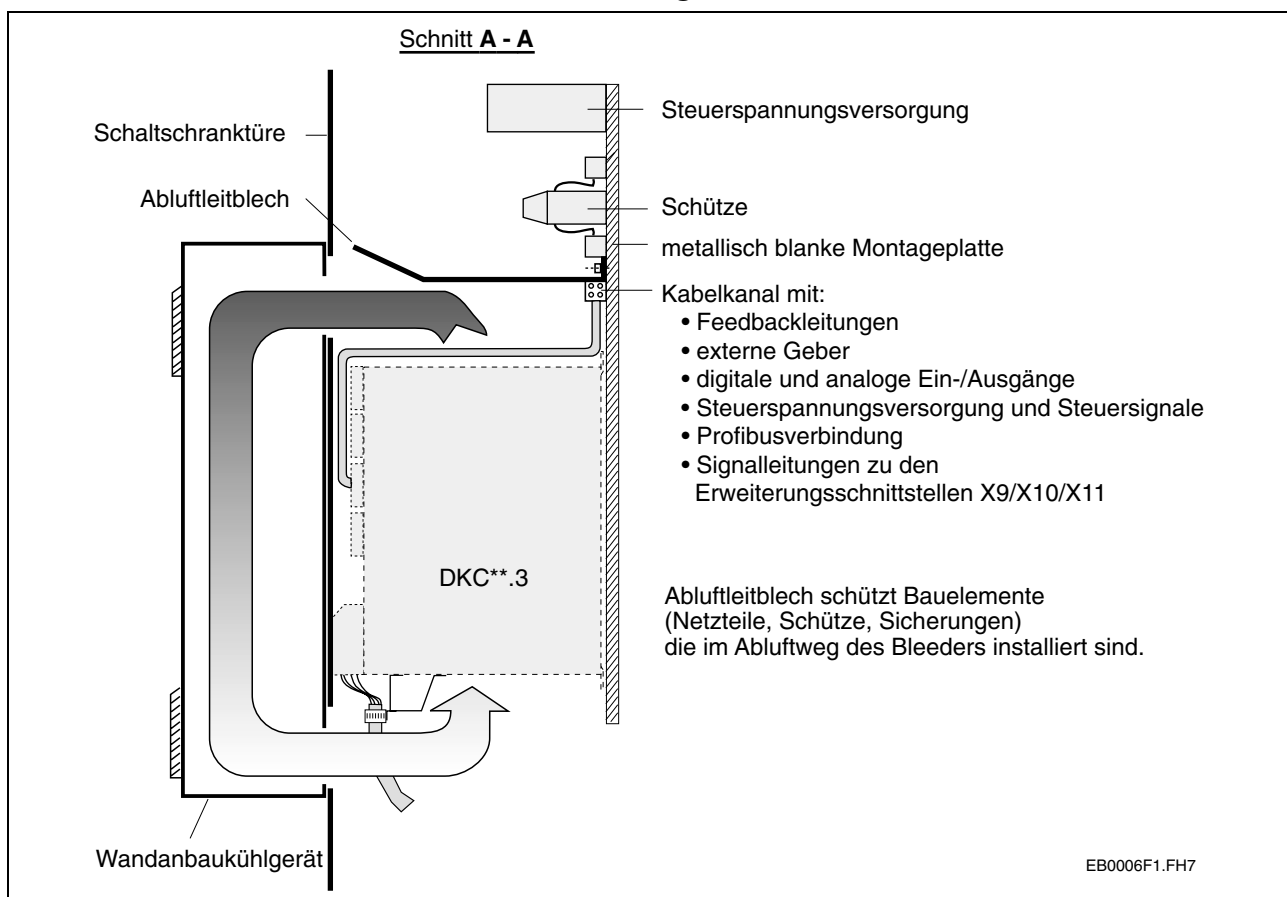 Schnitt A - A
Steuerspannungsversorgung
Schaltschranktüre
Abluftleitblech
Schütze
metallisch blanke Montageplatte
Kabelkanal mit:
• Feedbackleitungen
• externe Geber
• digitale und analoge Ein-/Ausgänge
• Steuerspannungsversorgung und Steuersignale
• Profibusverbindung
• Signalleitungen zu den
Erweiterungsschnittstellen X9/X10/X11
DKC**.3
Abluftleitblech schützt Bauelemente
(Netzteile, Schütze, Sicherungen)
die im Abluftweg des Bleeders installiert sind.
Wandanbaukühlgerät
EB0006F1.FH7